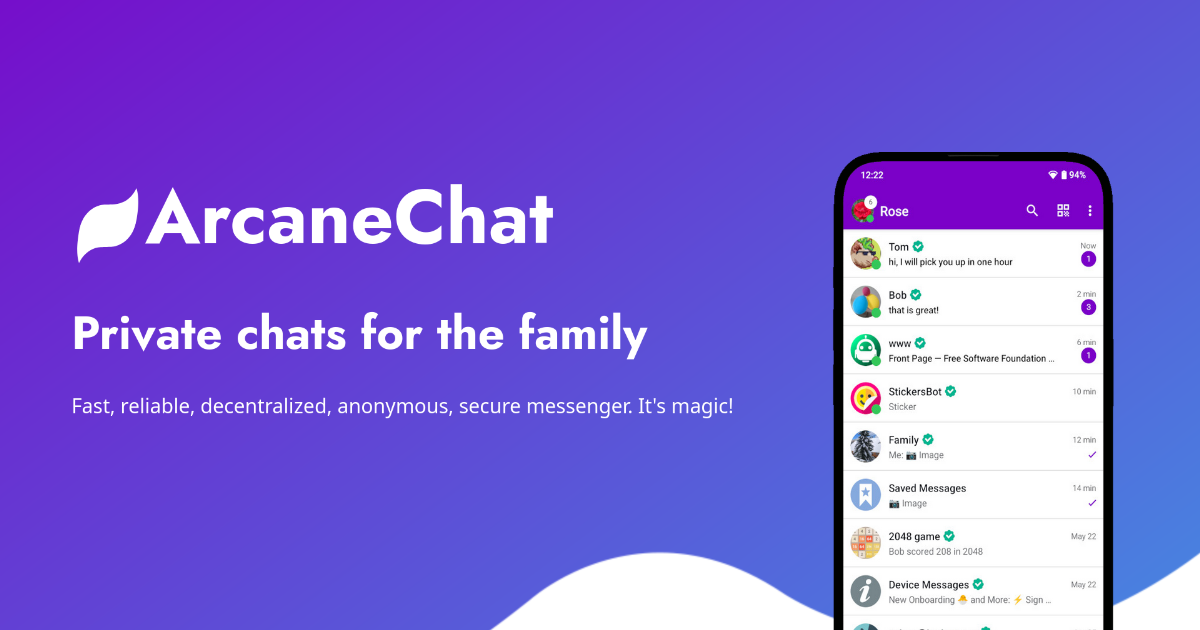 ArcaneChat
Private chats for the family
Fast, reliable, decentralized, anonymous, secure messenger. It's magic!
12:22
94%
6
Rose
Tom
Now
hi, I will pick you up in one hour
1
Bob
2 min
that is great!
3
www
6 min
Front Page — Free Software Foundation ...
1
StickersBot
10 min
Sticker
Family
12 min
Me: 📷 Image
Saved Messages
14 min
📷 Image
2048 game
May 22
Bob scored 208 in 2048
Device Messages
May 22
New Onboarding 🐣 and More: ⚡ Sign ...